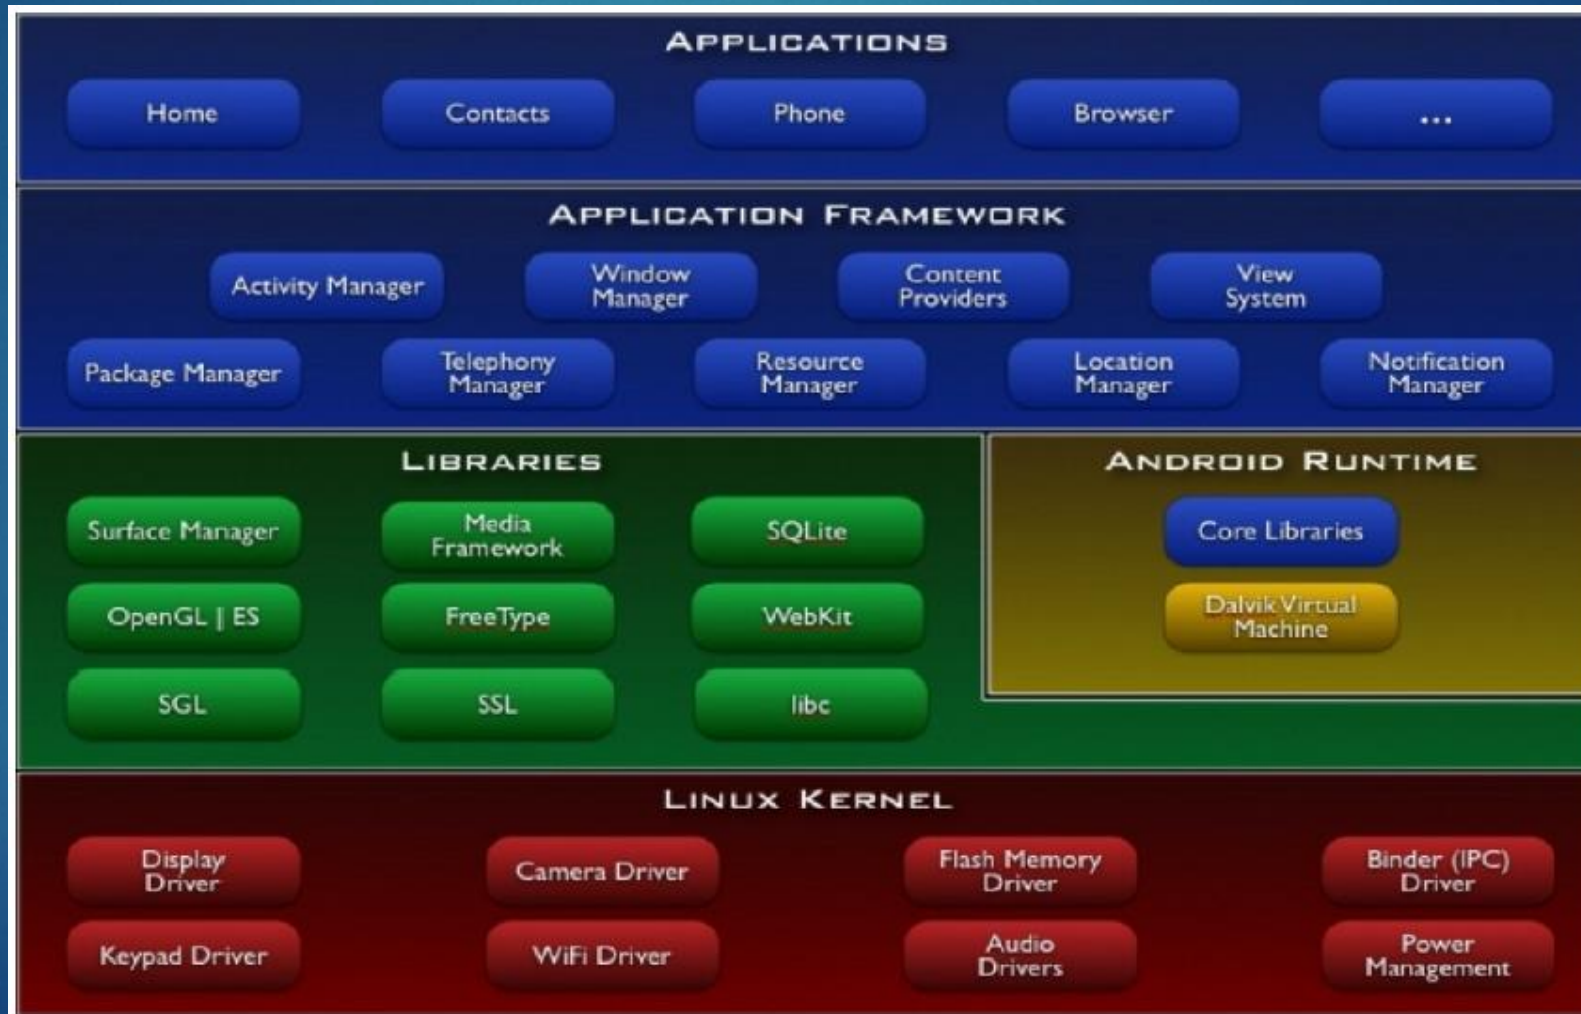 APPLICATIONS
Home
Contacts
Phone
Browser
...
APPLICATION FRAMEWORK
Activity Manager
Window
Manager
Content
Providers
View
System
Package Manager
Telephony
Manager
Resource
Manager
Location
Manager
Notification
Manager
LIBRARIES
Surface Manager
Media
Framework
SQLite
OpenGL | ES
FreeType
WebKit
SGL
SSL
libc
ANDROID RUNTIME
Core Libraries
Dalvik Virtual
Machine
LINUX KERNEL
Display
Driver
Camera Driver
Flash Memory
Driver
Binder (IPC)
Driver
Keypad Driver
WiFi Driver
Audio
Drivers
Power
Management